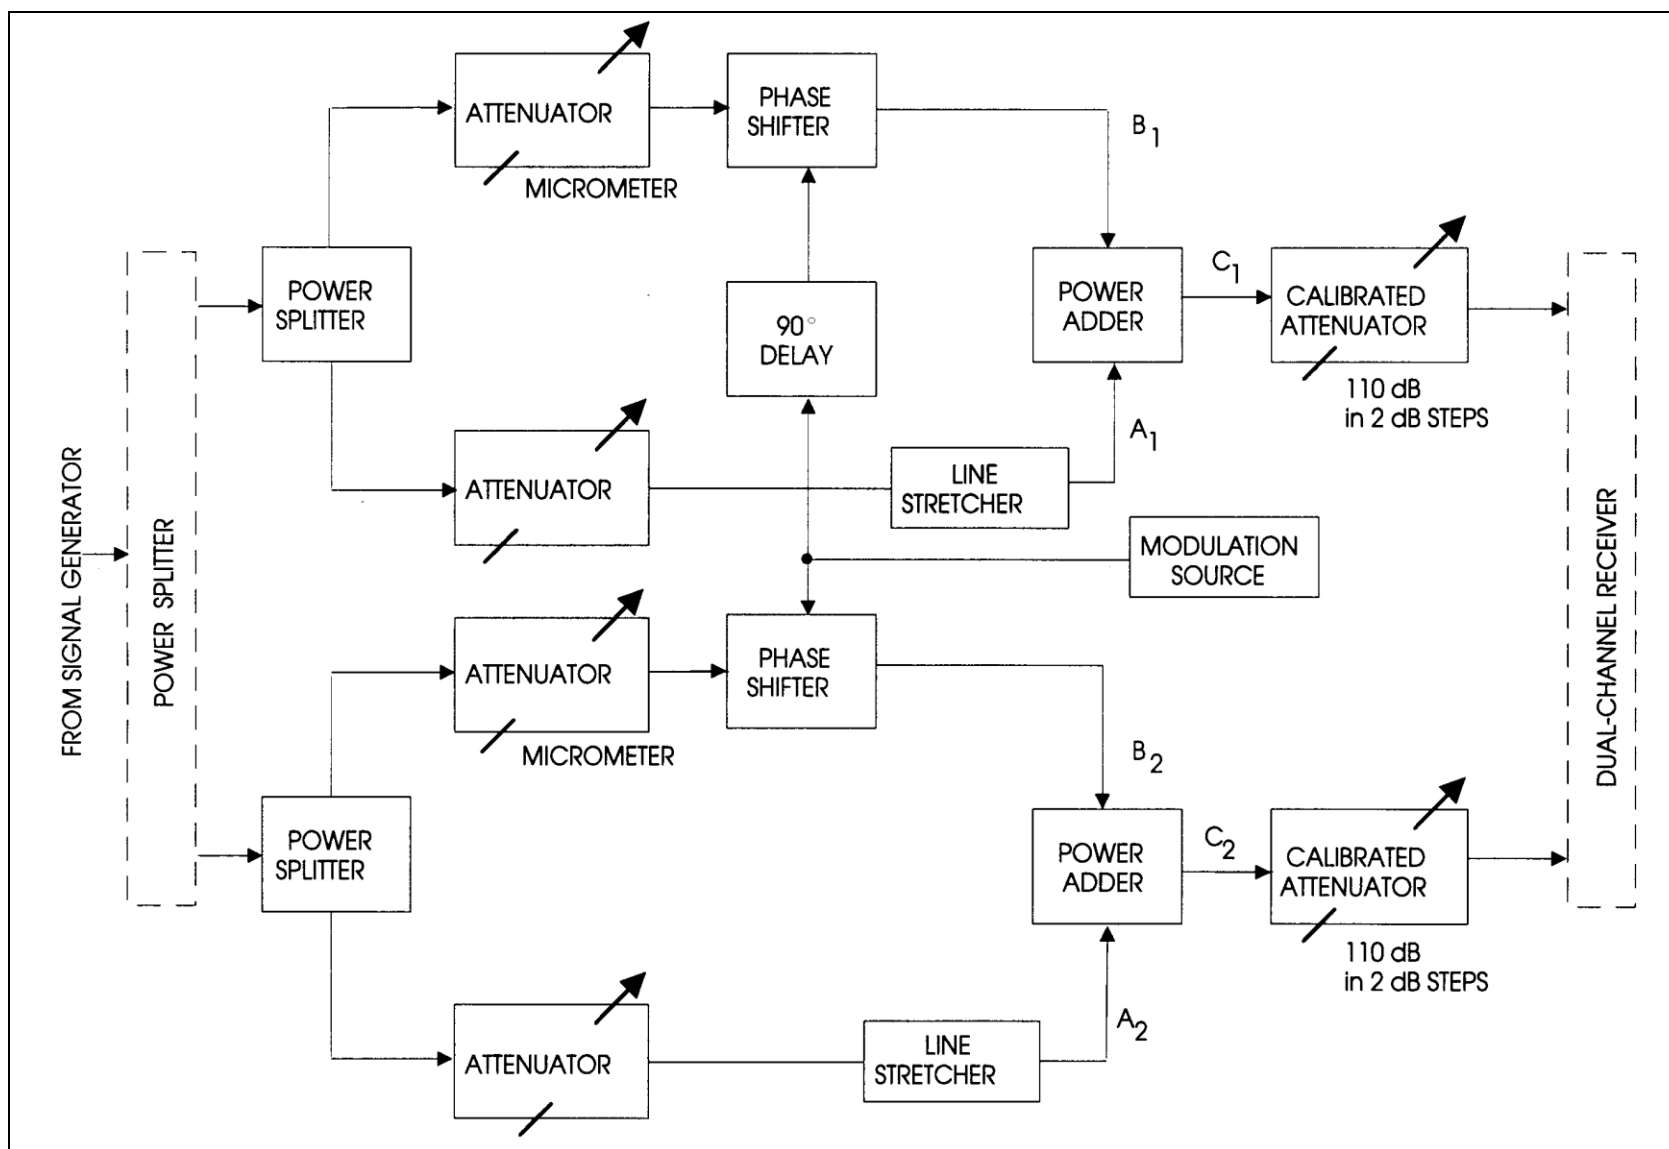 FROM SIGNAL GENERATOR
POWER SPLITTER
POWER
SPLITTER
ATTENUATOR
MICROMETER
PHASE
SHIFTER
B1
90°
DELAY
ATTENUATOR
LINE
STRETCHER
A1
POWER
ADDER
C1
CALIBRATED
ATTENUATOR
110 dB
in 2 dB STEPS
MODULATION
SOURCE
POWER
SPLITTER
ATTENUATOR
MICROMETER
PHASE
SHIFTER
B2
ATTENUATOR
LINE
STRETCHER
A2
POWER
ADDER
C2
CALIBRATED
ATTENUATOR
110 dB
in 2 dB STEPS
DUAL-CHANNEL RECEIVER